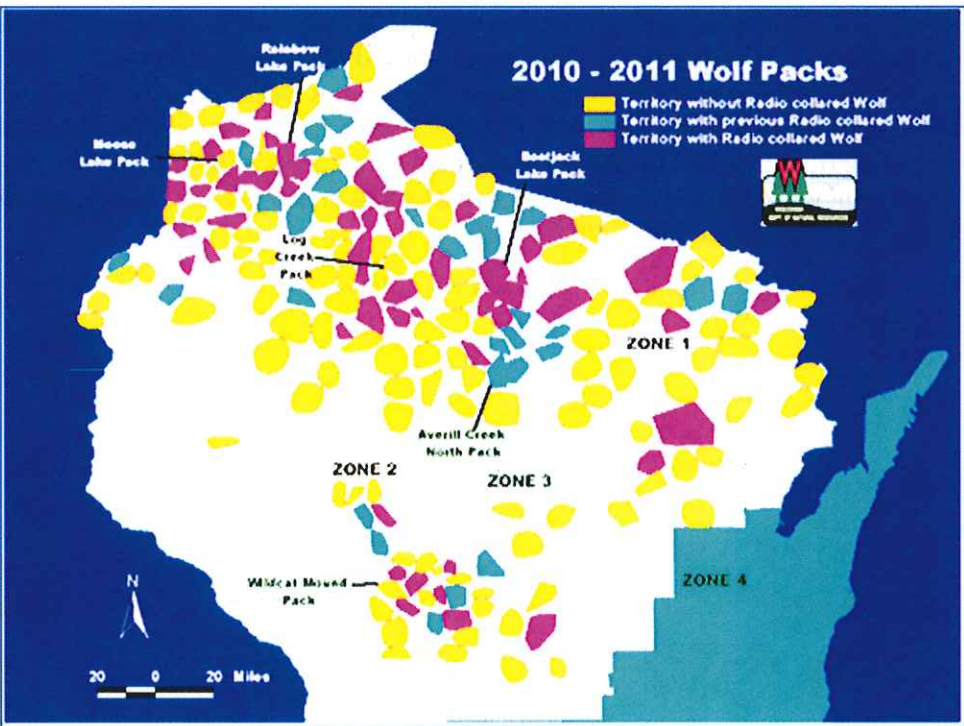 2010 - 2011 Wolf Packs
Territory without Radio collared Wolf
Territory with previous Radio collared Wolf
Territory with Radio collared Wolf
Rainbow
Lake Pack
Moose
Lake Pack
Bootjack
Lake Pack
W
Log
Creek
Pack
ZONE 1
Averill Creek
North Pack
ZONE 2
ZONE 3
ZONE 4
Wildcat Mound
Pack
N
20 0 20 Miles